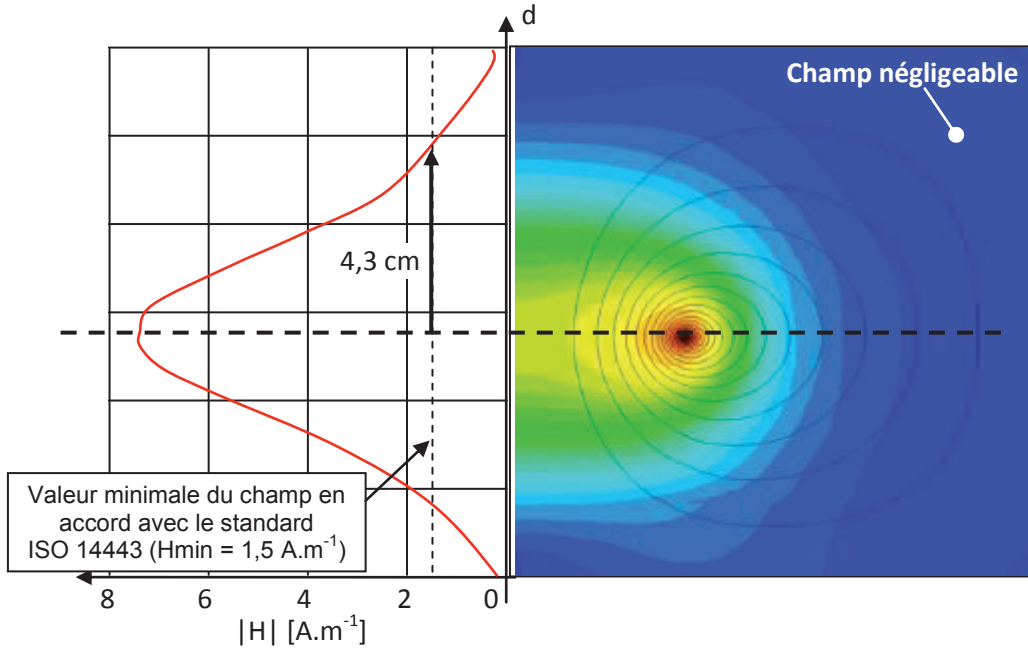 d
Champ négligeable
4,3 cm
Valeur minimale du champ en
accord avec le standard
ISO 14443 (Hmin = 1,5 A.m⁻¹)
8 6 4 2 0
|H| [A.m⁻¹]